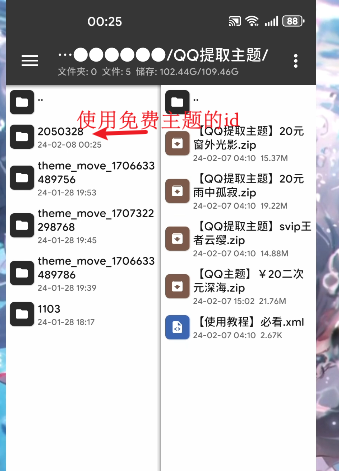 00:25
88
…●●●●●●/QQ提取主题/
文件夹: 0 文件: 5 储存: 102.44G/109.46G
..
使用免费主题的id
2050328
24-02-08 00:25
theme_move_1706633
489756
24-01-28 19:53
theme_move_1707322
298768
24-01-28 19:45
theme_move_1706633
489786
24-01-28 19:39
1103
24-01-28 18:17
..
【QQ提取主题】20元
窗外光影.zip
24-02-07 04:10 15.37M
【QQ提取主题】20元
雨中孤寂.zip
24-02-07 04:10 19.22M
【QQ提取主题】svip王
者云缨.zip
24-02-07 04:10 14.88M
【QQ主题】￥20二次
元深海.zip
24-02-07 15:02 21.76M
【使用教程】必看.xml
24-02-07 04:10 2.67K